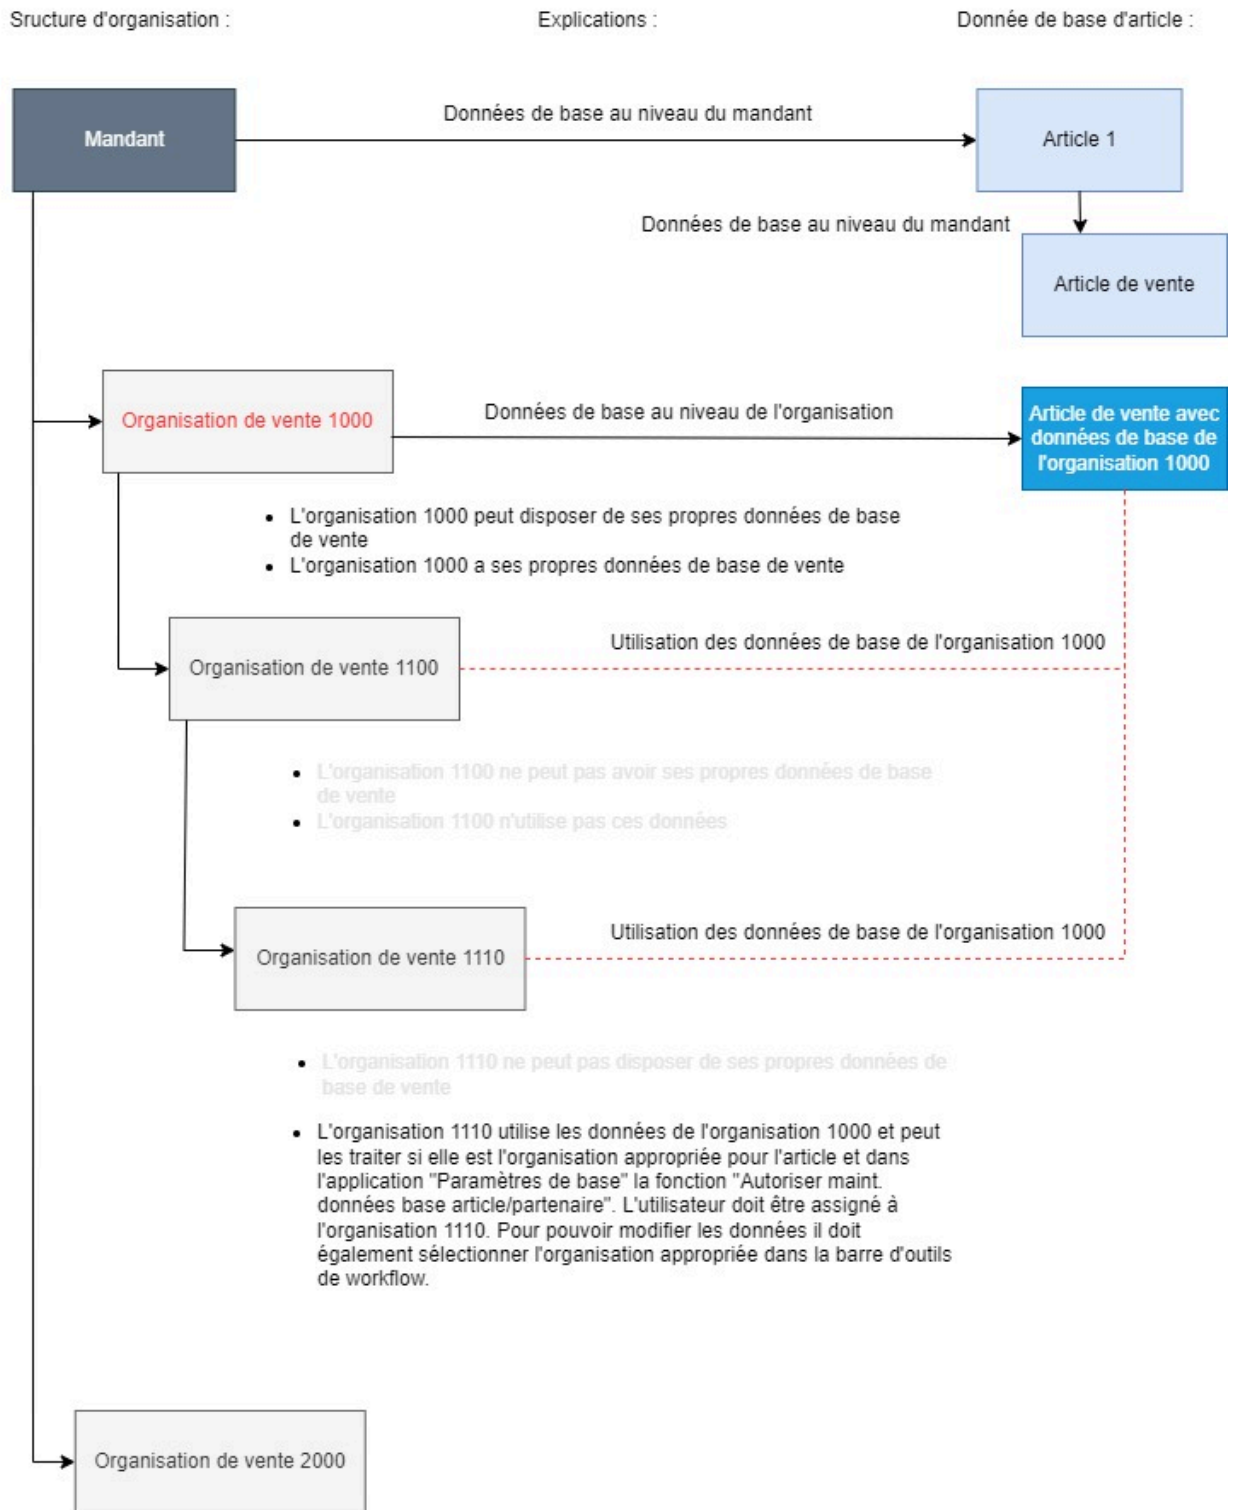 Sructure d'organisation :
Explications :
Donnée de base d'article :
Mandant
Données de base au niveau du mandant
Article 1
Données de base au niveau du mandant
Article de vente
Organisation de vente 1000
Données de base au niveau de l'organisation
Article de vente avec
données de base de
l'organisation 1000
L'organisation 1000 peut disposer de ses propres données de base
de vente
L'organisation 1000 a ses propres données de base de vente
Organisation de vente 1100
Utilisation des données de base de l'organisation 1000
L'organisation 1100 ne peut pas avoir ses propres données de base
de vente
L'organisation 1100 n'utilise pas ces données
Organisation de vente 1110
Utilisation des données de base de l'organisation 1000
L'organisation 1110 ne peut pas disposer de ses propres données de
base de vente
L'organisation 1110 utilise les données de l'organisation 1000 et peut
les traiter si elle est l'organisation appropriée pour l'article et dans
l'application "Paramètres de base" la fonction "Autoriser maint.
données base article/partenaire". L'utilisateur doit être assigné à
l'organisation 1110. Pour pouvoir modifier les données il doit
également sélectionner l'organisation appropriée dans la barre d'outils
de workflow.
Organisation de vente 2000